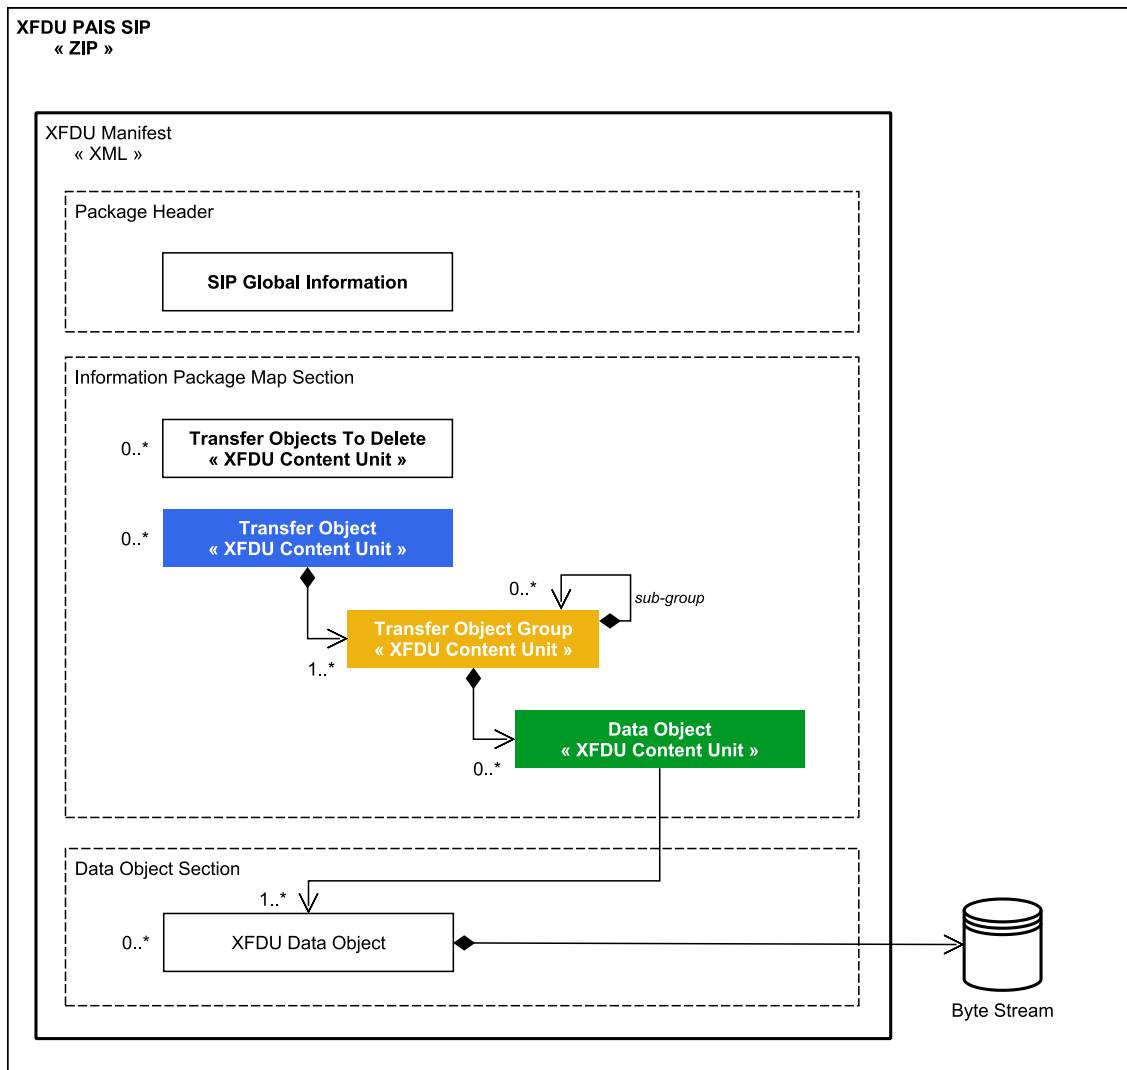 XFDU PAIS SIP
« ZIP »
XFDU Manifest
« XML »
Package Header
SIP Global Information
Information Package Map Section
0..*
Transfer Objects To Delete
« XFDU Content Unit »
0..*
Transfer Object
« XFDU Content Unit »
0..*
sub-group
Transfer Object Group
« XFDU Content Unit »
1..*
Data Object
« XFDU Content Unit »
0..*
Data Object Section
1..*
0..*
XFDU Data Object
Byte Stream